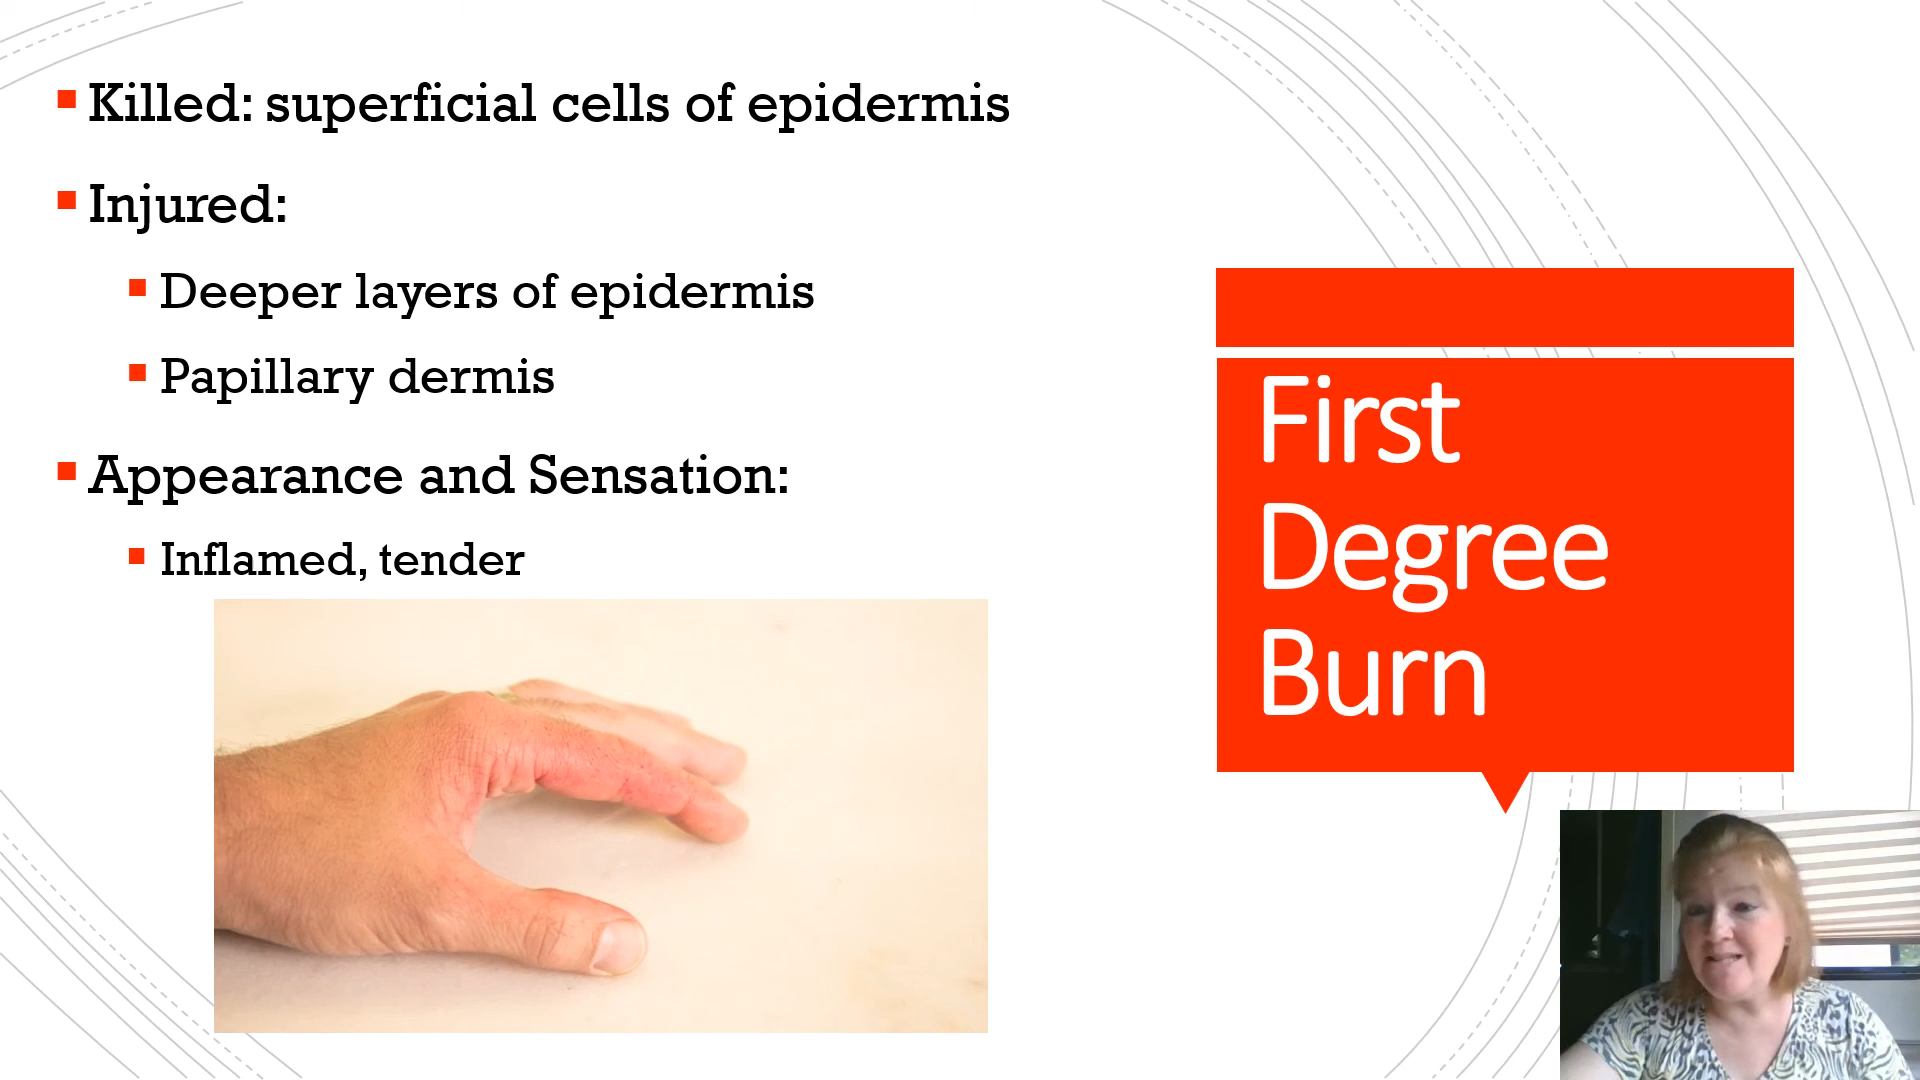 Killed: superficial cells of epidermis
Injured:
Deeper layers of epidermis
Papillary dermis
Appearance and Sensation:
Inflamed, tender
First
Degree
Burn